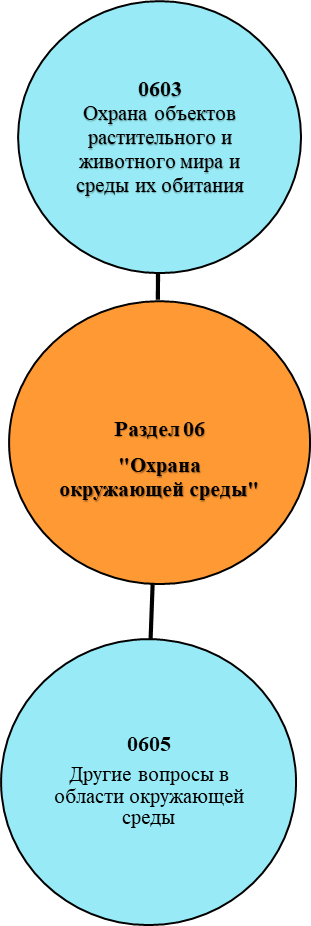 0603
Охрана объектов
растительного и
животного мира и
среды их обитания
Раздел 06
"Охрана
окружающей среды"
0605
Другие вопросы в
области окружающей
среды